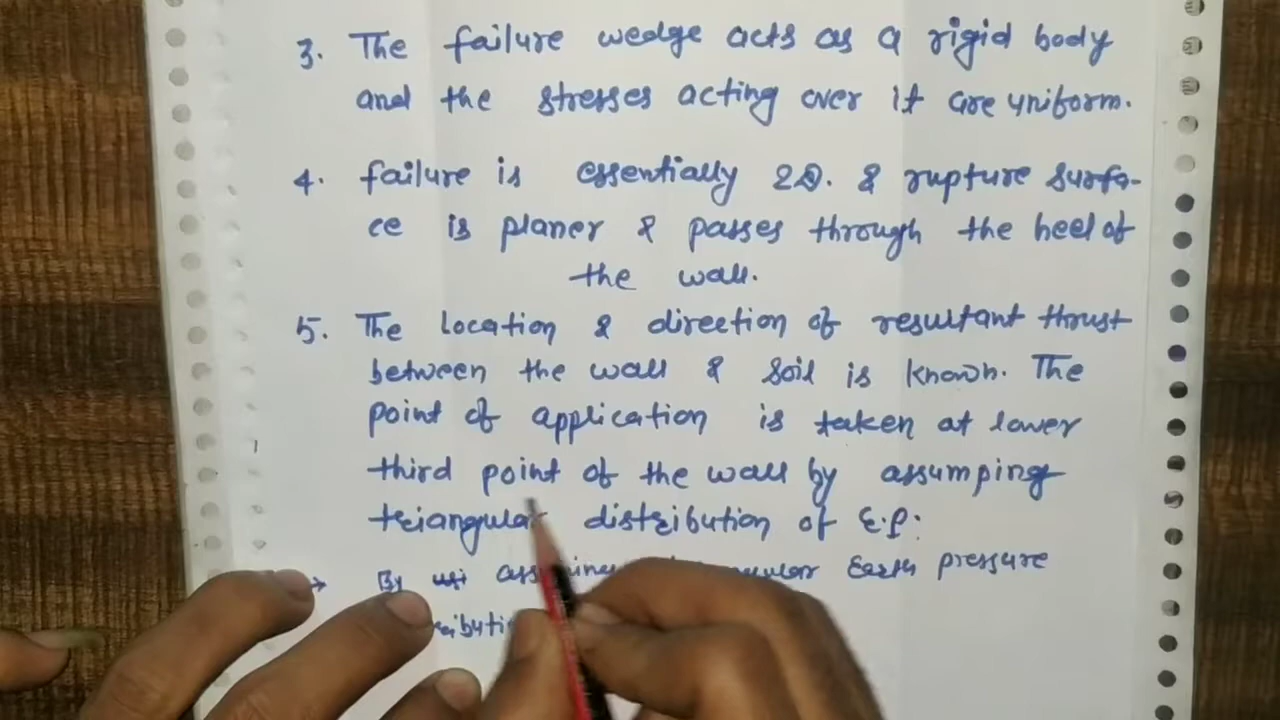 3. The failure wedge acts as a rigid body
and the stresses acting over it are uniform.
4. failure is essentially 2D. & rupture surfa-
ce is planer & passes through the heel of
the wall.
5. The location & direction of resultant thrust
between the wall & soil is known. The
point of application is taken at lower
third point of the wall by assumping
triangular distribution of E.P.
→ By Earth pressure